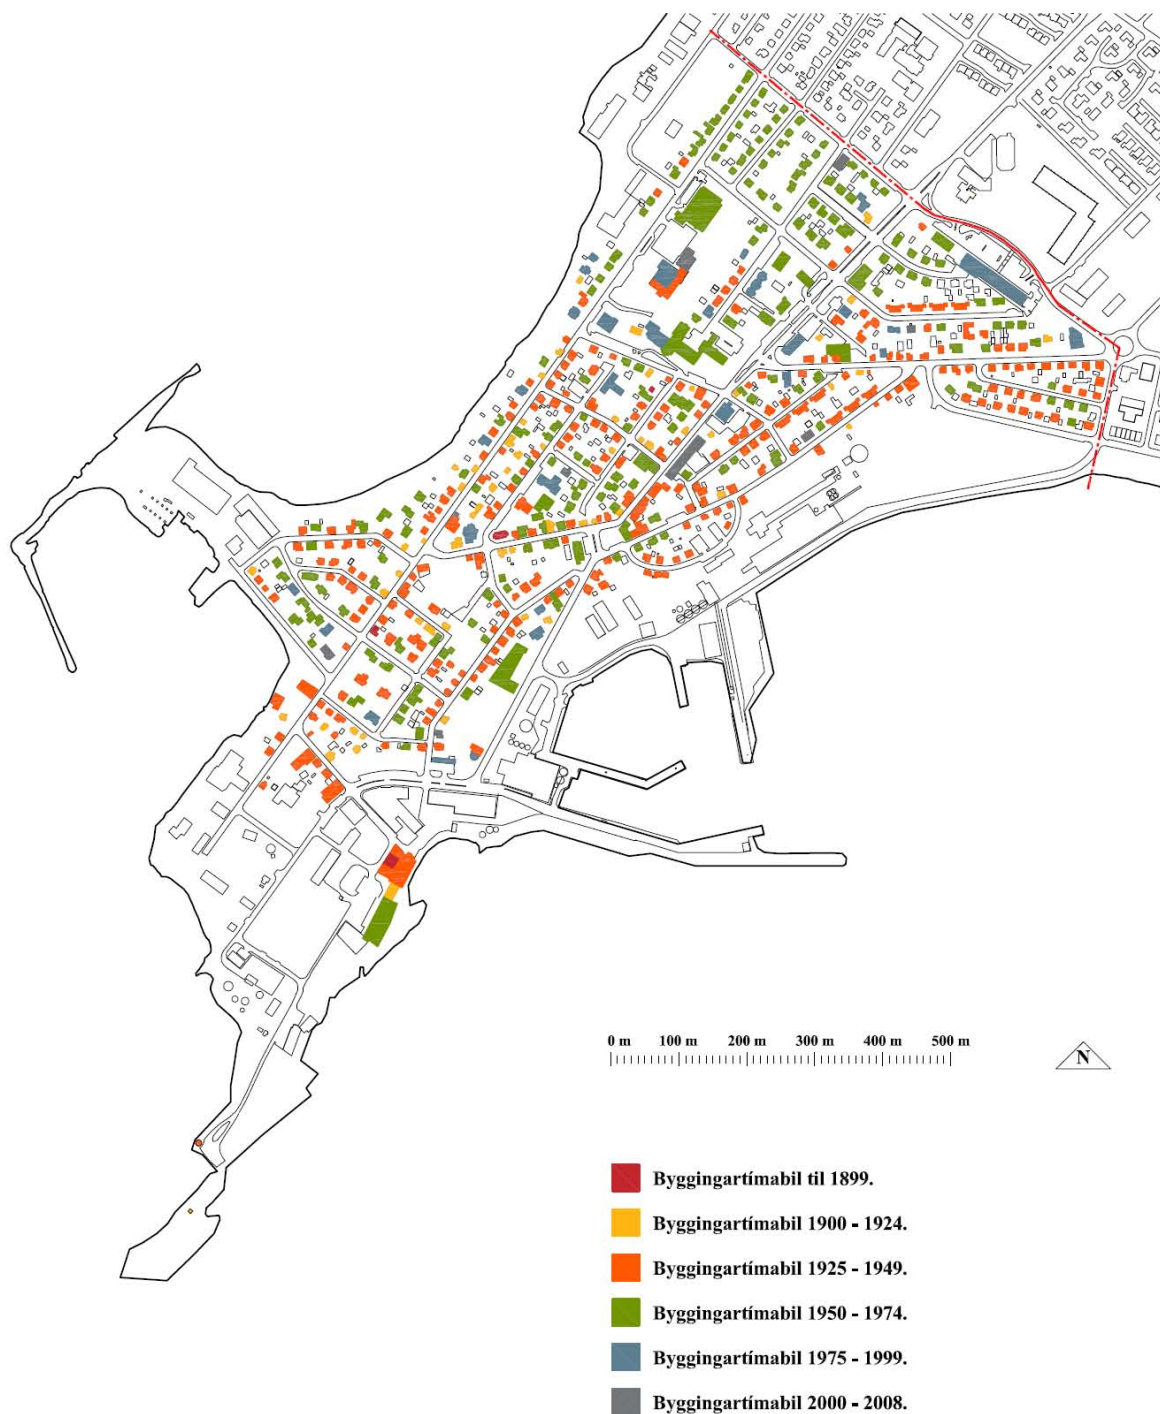 0 m 100 m 200 m 300 m 400 m 500 m
N
Byggingartímabil til 1899.
Byggingartímabil 1900 - 1924.
Byggingartímabil 1925 - 1949.
Byggingartímabil 1950 - 1974.
Byggingartímabil 1975 - 1999.
Byggingartímabil 2000 - 2008.